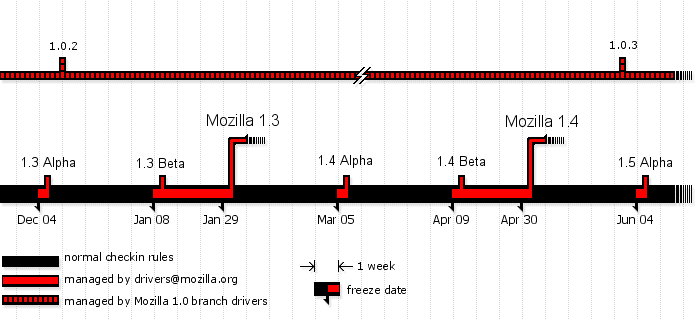 1.0.2
1.0.3
Mozilla 1.3
Mozilla 1.4
1.3 Alpha
1.3 Beta
1.4 Alpha
1.4 Beta
1.5 Alpha
Dec 04
Jan 08
Jan 29
Mar 05
Apr 09
Apr 30
Jun 04
normal checkin rules
managed by drivers@mozilla.org
managed by Mozilla 1.0 branch drivers
1 week
freeze date